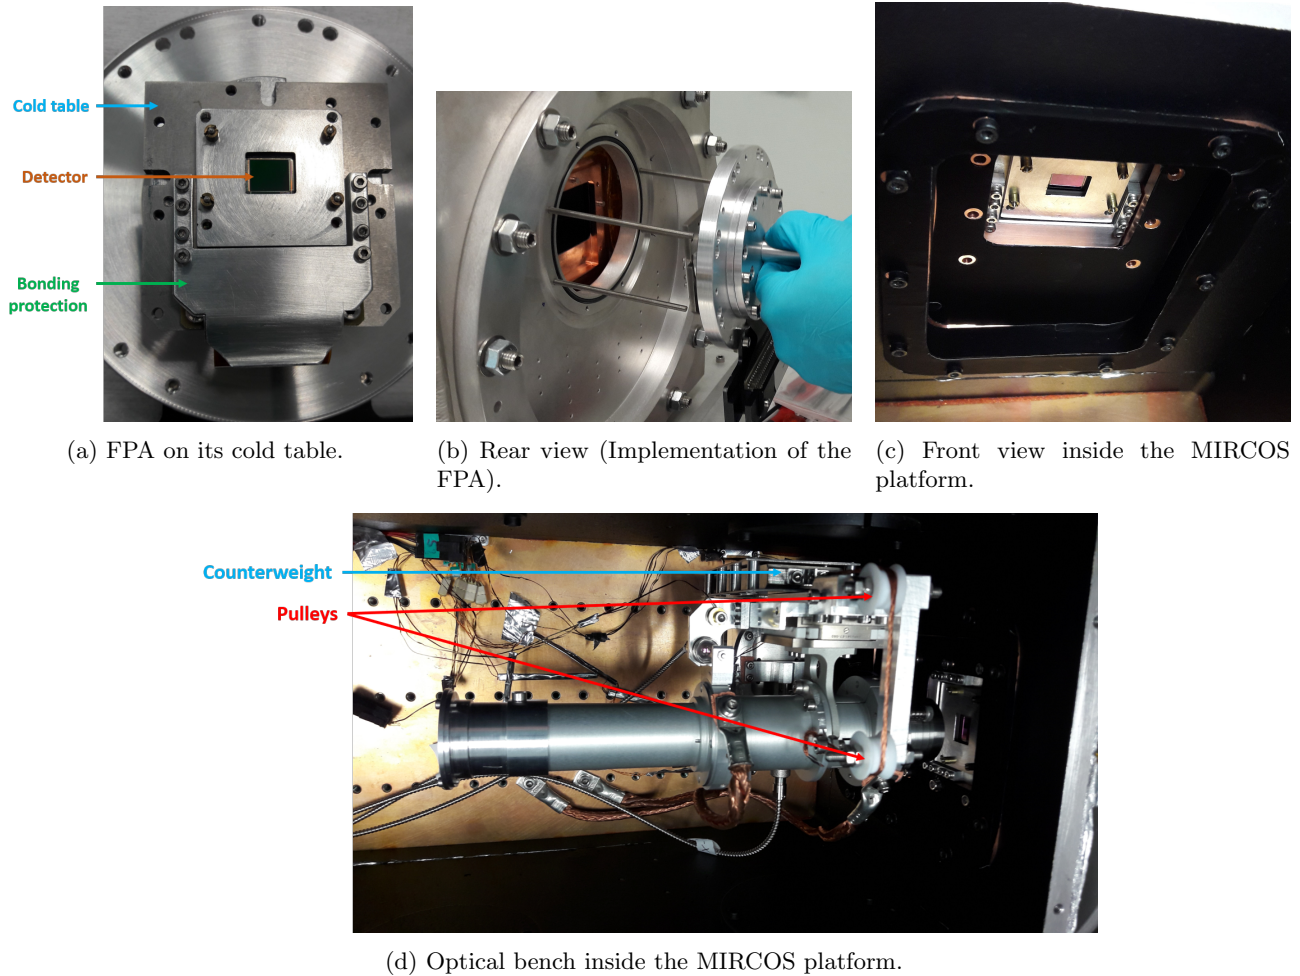 Cold table
Detector
Bonding
protection
(a) FPA on its cold table.
(b) Rear view (Implementation of the
FPA).
(c) Front view inside the MIRCOS
platform.
Counterweight
Pulleys
(d) Optical bench inside the MIRCOS platform.